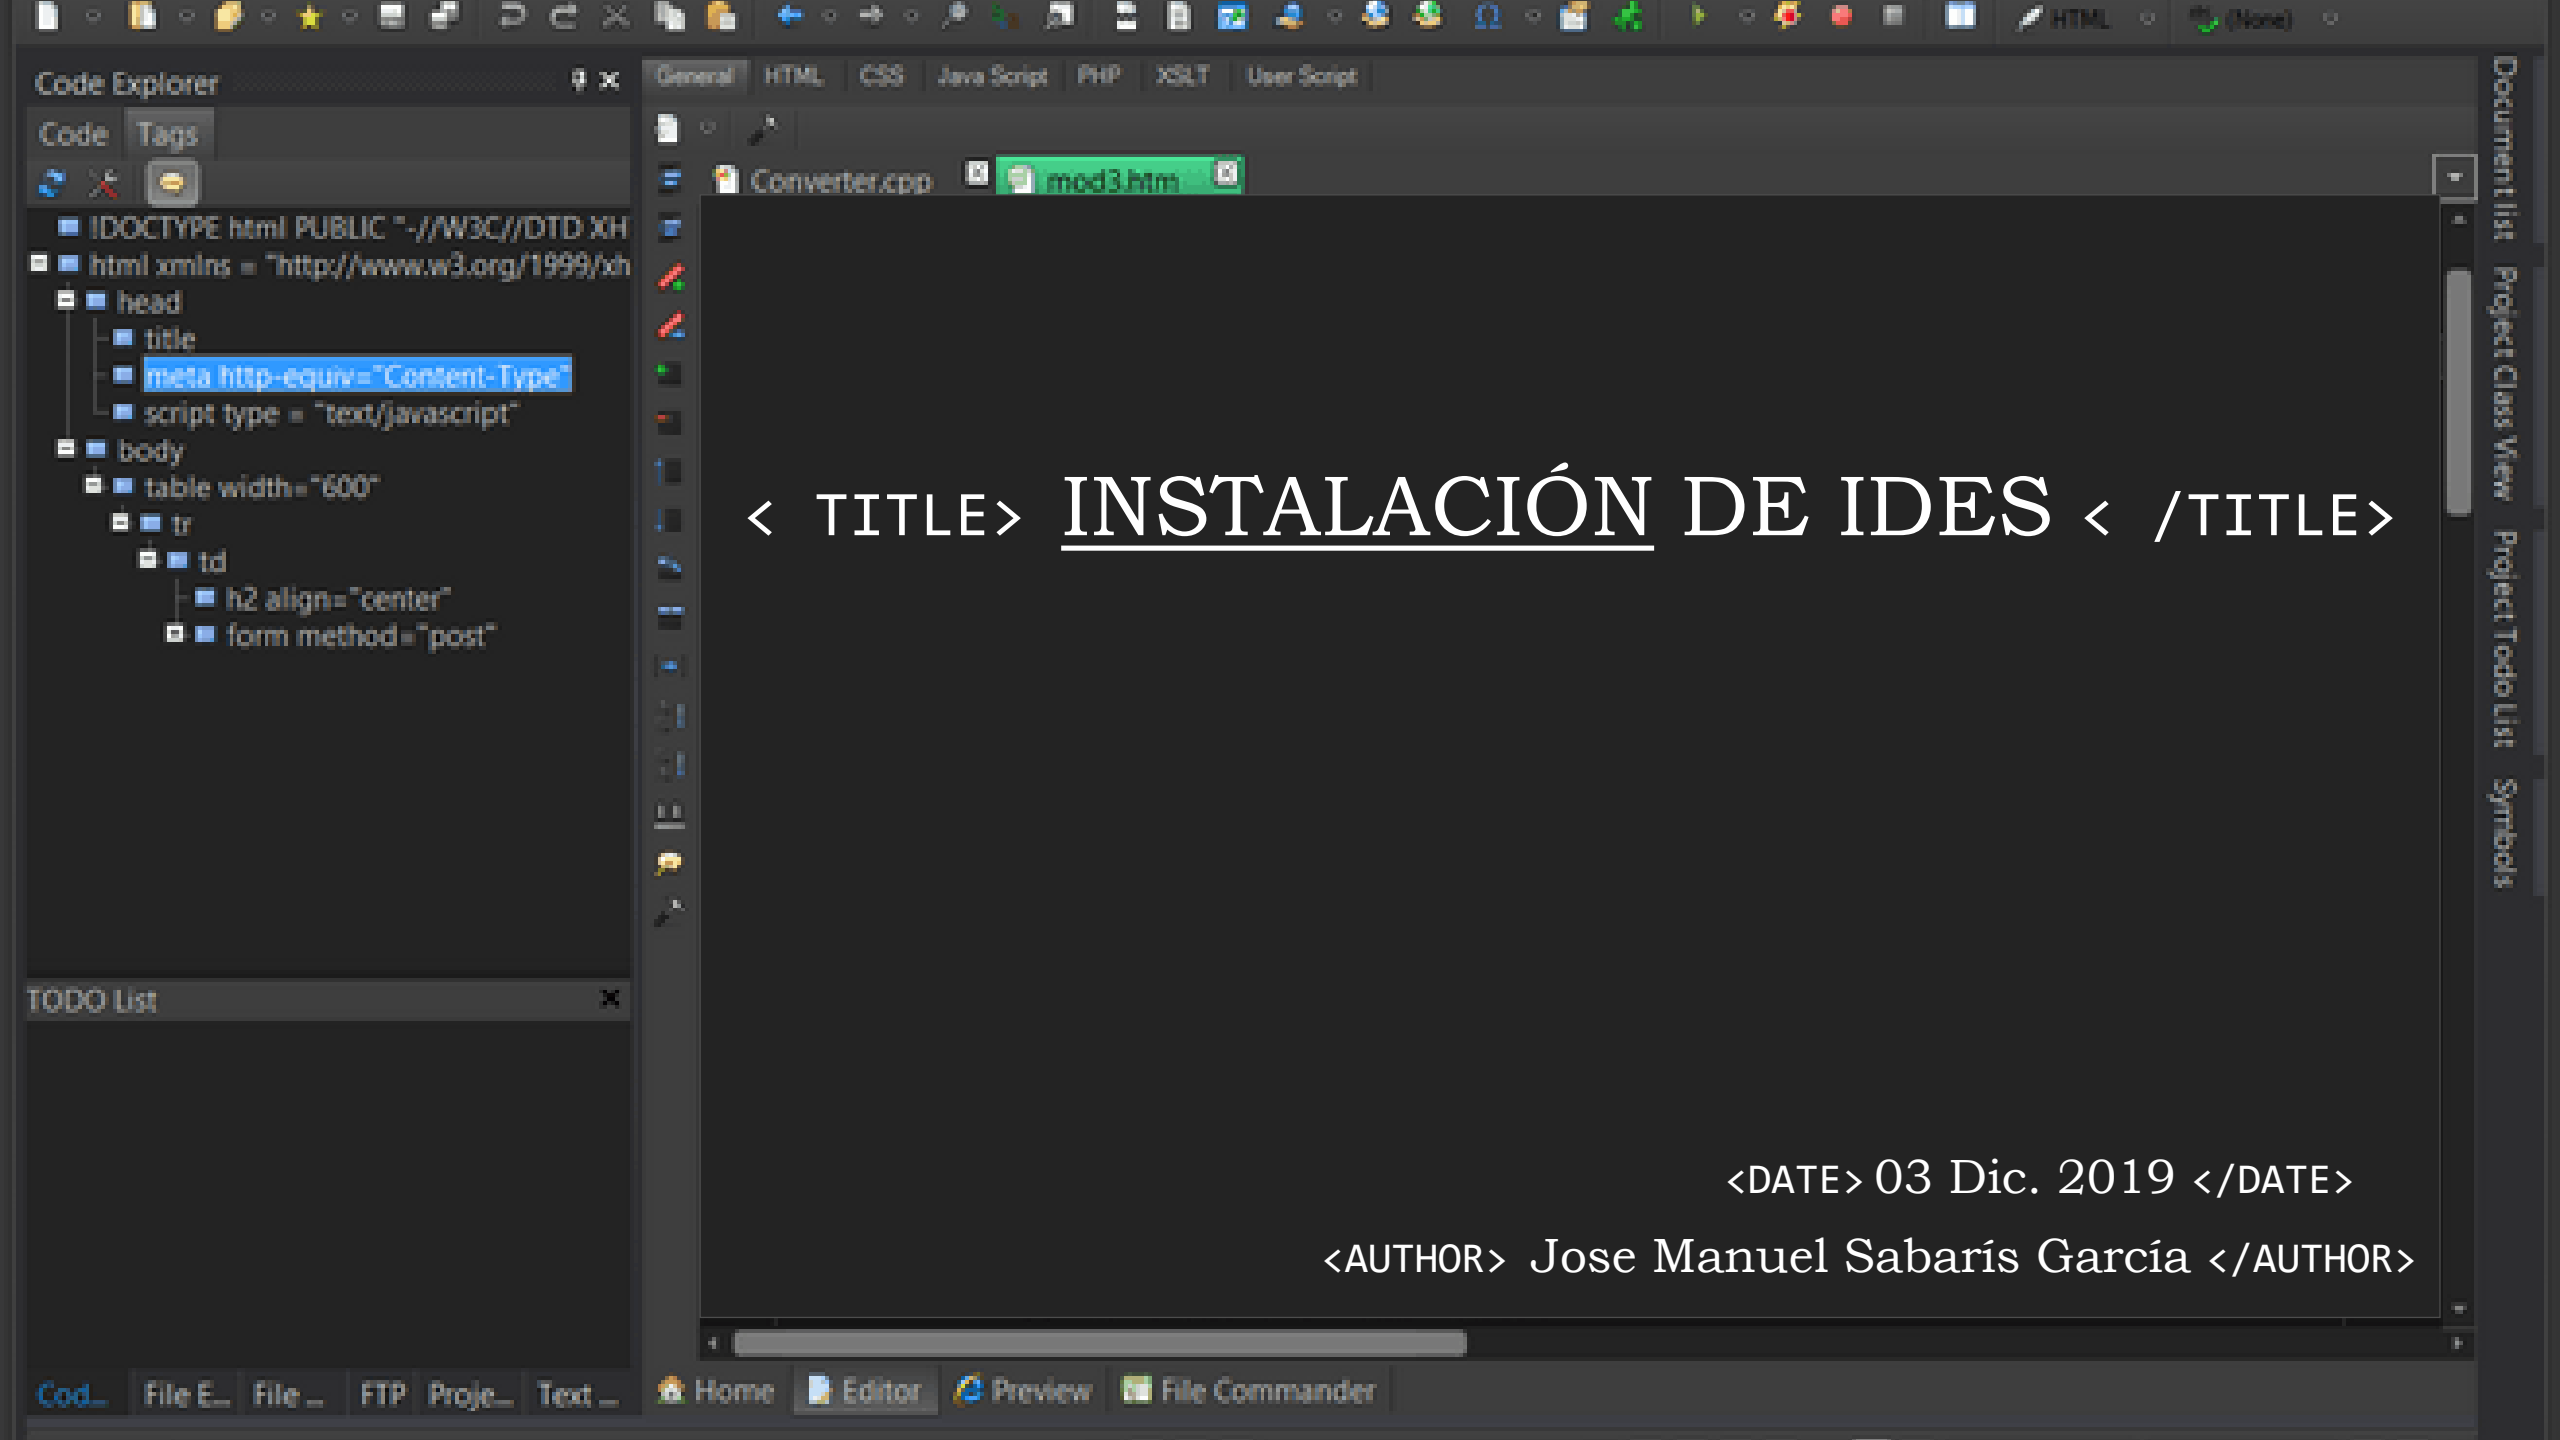 HTML
(None)
Code Explorer
General HTML CSS Java Script PHP XSLT User Script
Code Tags
Converter.cpp mod3.htm
!DOCTYPE html PUBLIC "-//W3C//DTD XH
html xmlns = "http://www.w3.org/1999/xh
head
title
meta http-equiv="Content-Type"
script type = "text/javascript"
body
table width="600"
tr
td
h2 align="center"
form method="post"
< TITLE> INSTALACIÓN DE IDES < /TITLE>
<DATE> 03 Dic. 2019 </DATE>
<AUTHOR> Jose Manuel Sabarís García </AUTHOR>
TODO List
Cod... File E... File ... FTP Proje... Text ...
Home Editor Preview File Commander
Document list
Project Class View
Project Todo List
Symbols